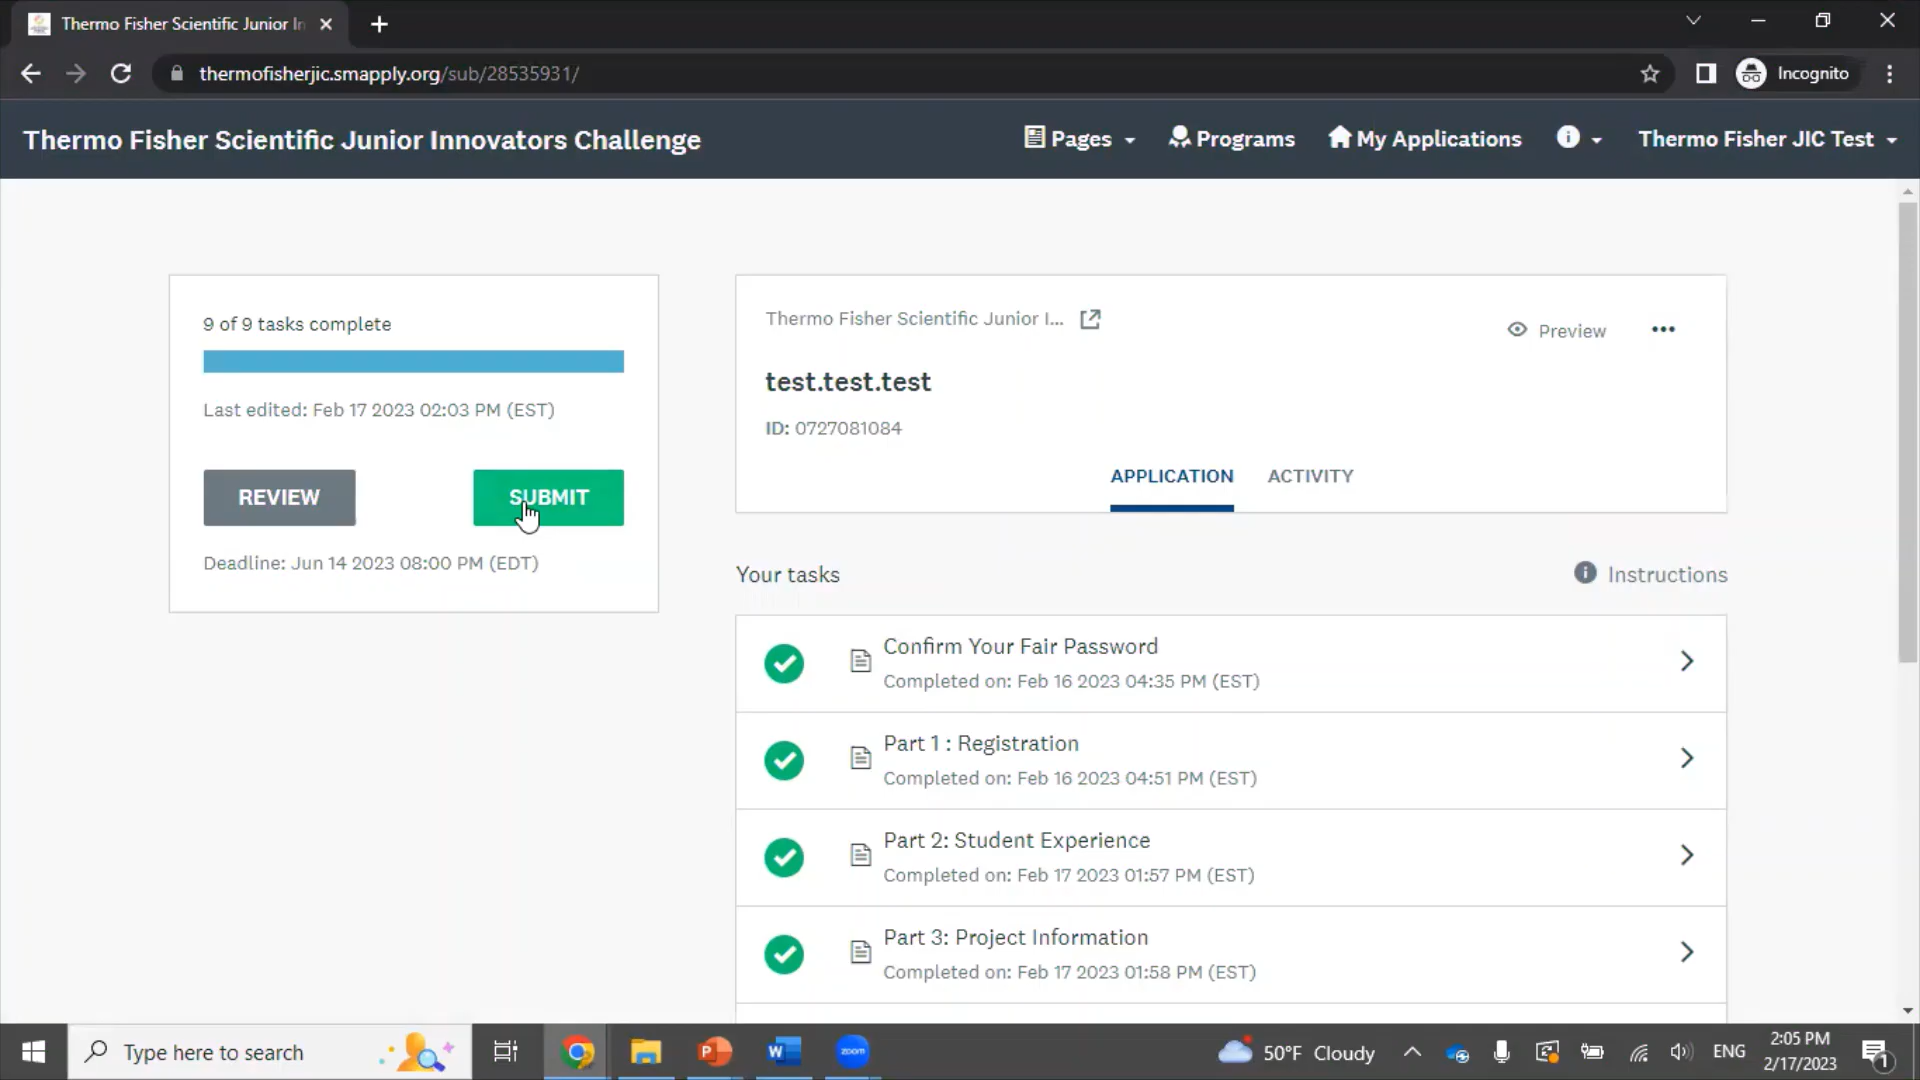 Thermo Fisher Scientific Junior In
thermofisherjic.smapply.org/sub/28535931/
Incognito
Thermo Fisher Scientific Junior Innovators Challenge
Pages
Programs
My Applications
Thermo Fisher JIC Test
9 of 9 tasks complete
Last edited: Feb 17 2023 02:03 PM (EST)
REVIEW
SUBMIT
Deadline: Jun 14 2023 08:00 PM (EDT)
Thermo Fisher Scientific Junior I...
Preview
test.test.test
ID: 0727081084
APPLICATION
ACTIVITY
Your tasks
Instructions
Confirm Your Fair Password
Completed on: Feb 16 2023 04:35 PM (EST)
Part 1 : Registration
Completed on: Feb 16 2023 04:51 PM (EST)
Part 2: Student Experience
Completed on: Feb 17 2023 01:57 PM (EST)
Part 3: Project Information
Completed on: Feb 17 2023 01:58 PM (EST)
Type here to search
zoom
50°F Cloudy
ENG
2:05 PM
2/17/2023
1